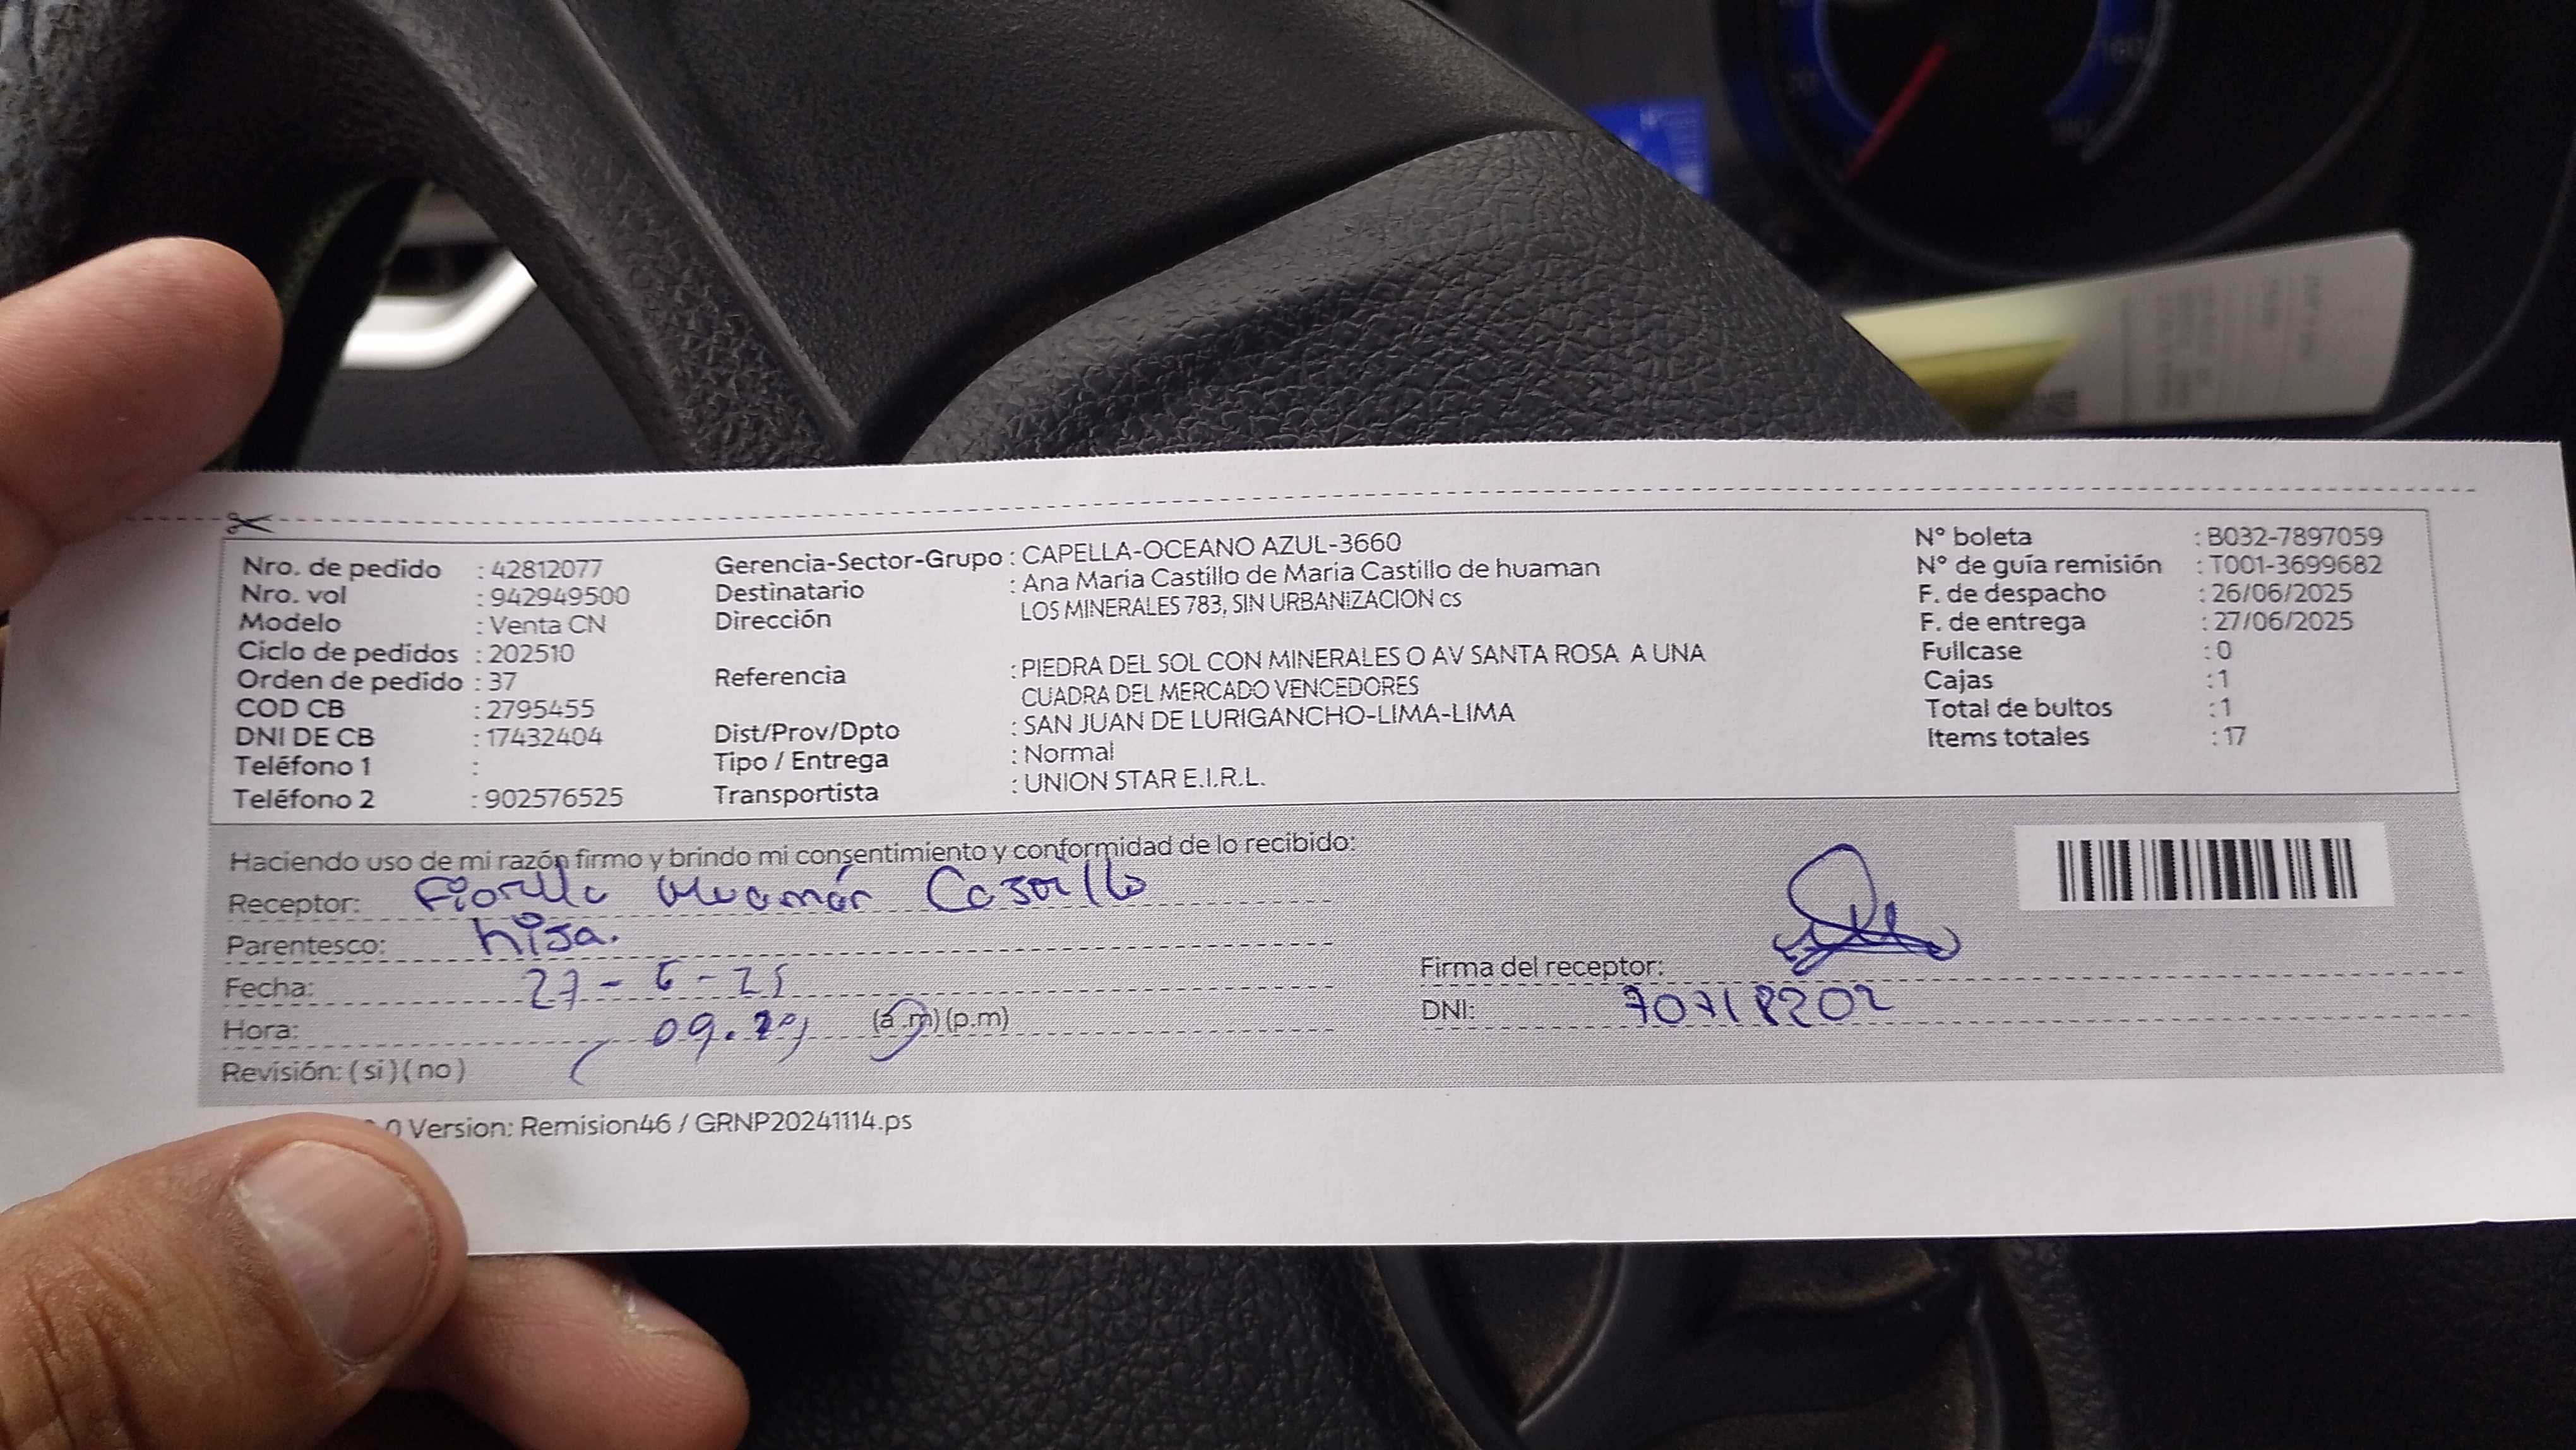 Nro. de pedido : 42812077
Nro. vol : 942949500
Modelo : Venta CN
Ciclo de pedidos : 202510
Orden de pedido : 37
COD CB : 2795455
DNI DE CB : 17432404
Teléfono 1 :
Teléfono 2 : 902576525
Gerencia-Sector-Grupo : CAPELLA-OCEANO AZUL-3660
Destinatario : Ana Maria Castillo de Maria Castillo de huaman
Dirección LOS MINERALES 783, SIN URBANIZACION cs
Referencia : PIEDRA DEL SOL CON MINERALES O AV SANTA ROSA A UNA
CUADRA DEL MERCADO VENCEDORES
Dist/Prov/Dpto : SAN JUAN DE LURIGANCHO-LIMA-LIMA
Tipo / Entrega : Normal
Transportista : UNION STAR E.I.R.L.
N° boleta : B032-7897059
N° de guía remisión : T001-3699682
F. de despacho : 26/06/2025
F. de entrega : 27/06/2025
Fullcase : 0
Cajas : 1
Total de bultos : 1
Items totales : 17
Haciendo uso de mi razón firmo y brindo mi consentimiento y conformidad de lo recibido:
Receptor: Fiorella Huamán Castillo
Parentesco: hija.
Fecha: 27-6-25
Hora: (a.m)(p.m)
Revisión: (si)(no)
Firma del receptor:
DNI: 70718202
0 Version: Remision46 / GRNP20241114.ps